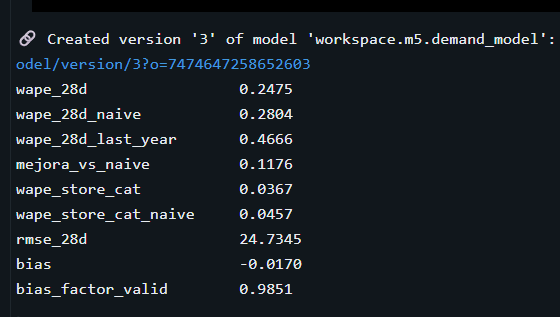 🔗 Created version '3' of model 'workspace.m5.demand_model':
odel/version/3?o=7474647258652603
wape_28d 0.2475
wape_28d_naive 0.2804
wape_28d_last_year 0.4666
mejora_vs_naive 0.1176
wape_store_cat 0.0367
wape_store_cat_naive 0.0457
rmse_28d 24.7345
bias -0.0170
bias_factor_valid 0.9851